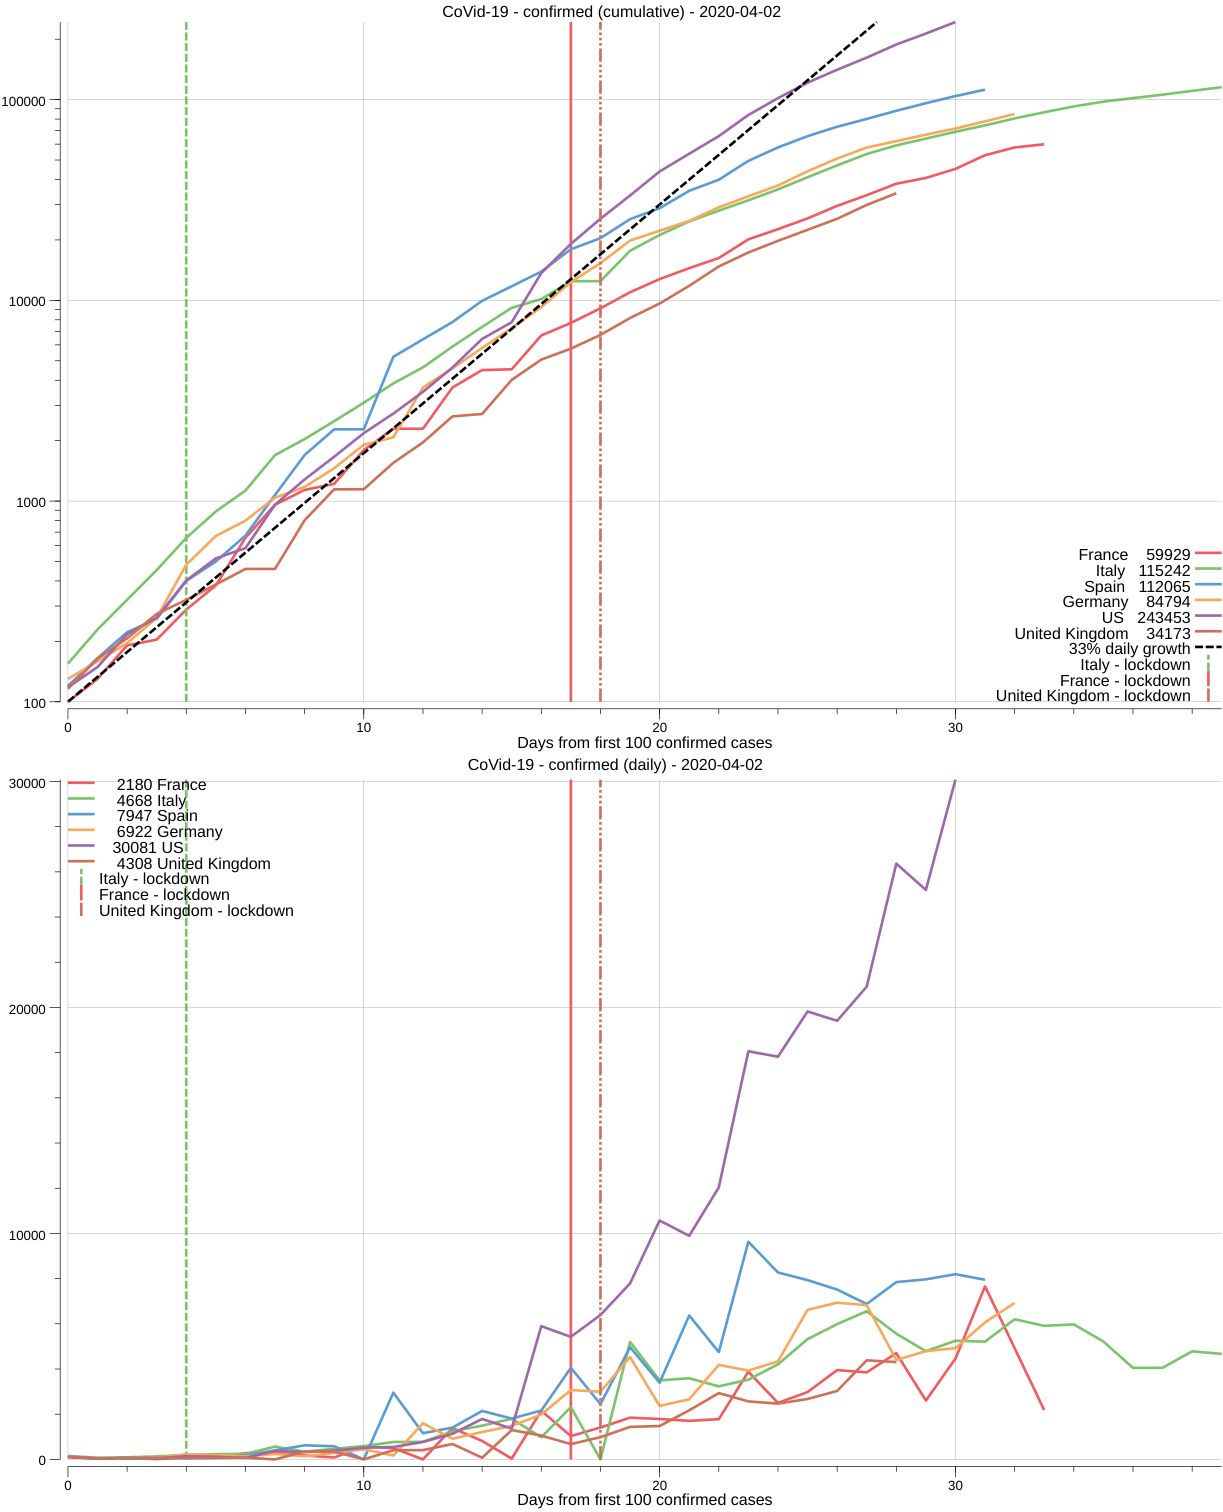 CoVid-19 - confirmed (cumulative) - 2020-04-02
100000
10000
1000
100
France 59929
Italy 115242
Spain 112065
Germany 84794
US 243453
United Kingdom 34173
33% daily growth
Italy - lockdown
France - lockdown
United Kingdom - lockdown
0 10 20 30
Days from first 100 confirmed cases
CoVid-19 - confirmed (daily) - 2020-04-02
30000
20000
10000
0
2180 France
4668 Italy
7947 Spain
6922 Germany
30081 US
4308 United Kingdom
Italy - lockdown
France - lockdown
United Kingdom - lockdown
0 10 20 30
Days from first 100 confirmed cases